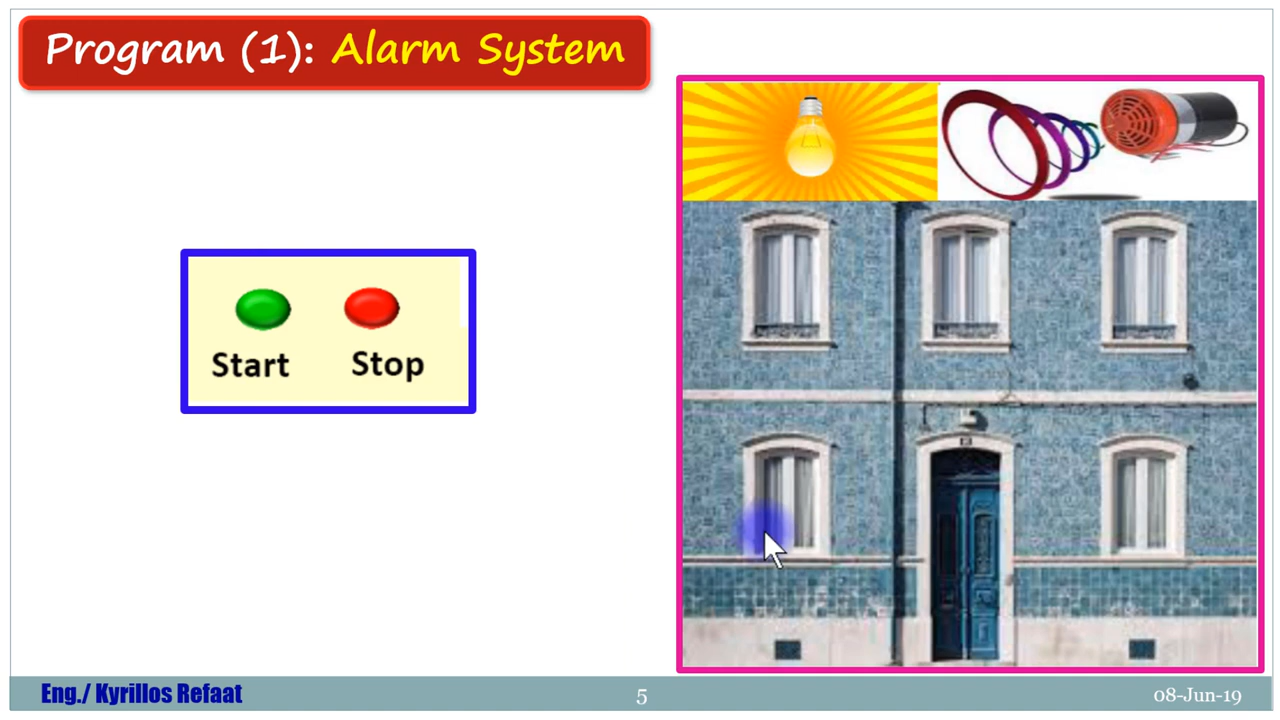 Program (1): Alarm System
Start Stop
Eng./ Kyrillos Refaat
5
08-Jun-19